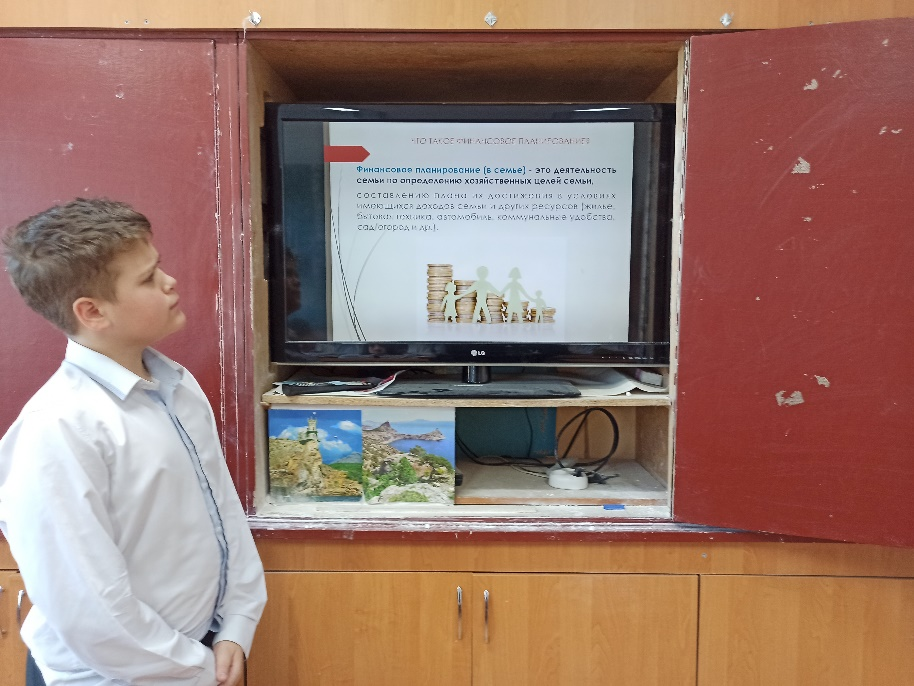 ЧТО ТАКОЕ ФИНАНСОВОЕ ПЛАНИРОВАНИЕ?
Финансовое планирование (в семье) - это деятельность
семьи по определению хозяйственных целей семьи,
составлению плана их достижения в условиях
имеющихся доходов семьи и других ресурсов (жилье,
бытовая техника, автомобиль, коммунальные удобства,
сад/огород и др.).
LG